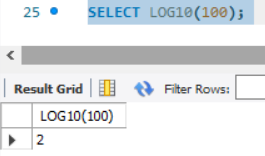 25 SELECT LOG10(100);
Result Grid Filter Rows:
LOG10(100)
2